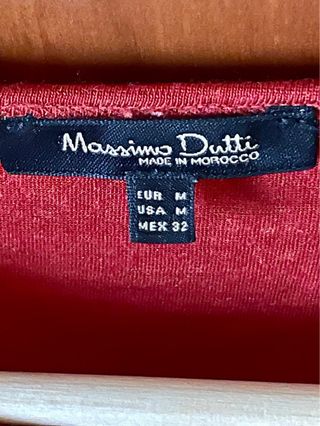 Massimo Dutti
MADE IN MOROCCO
EUR M
USA M
MEX 32